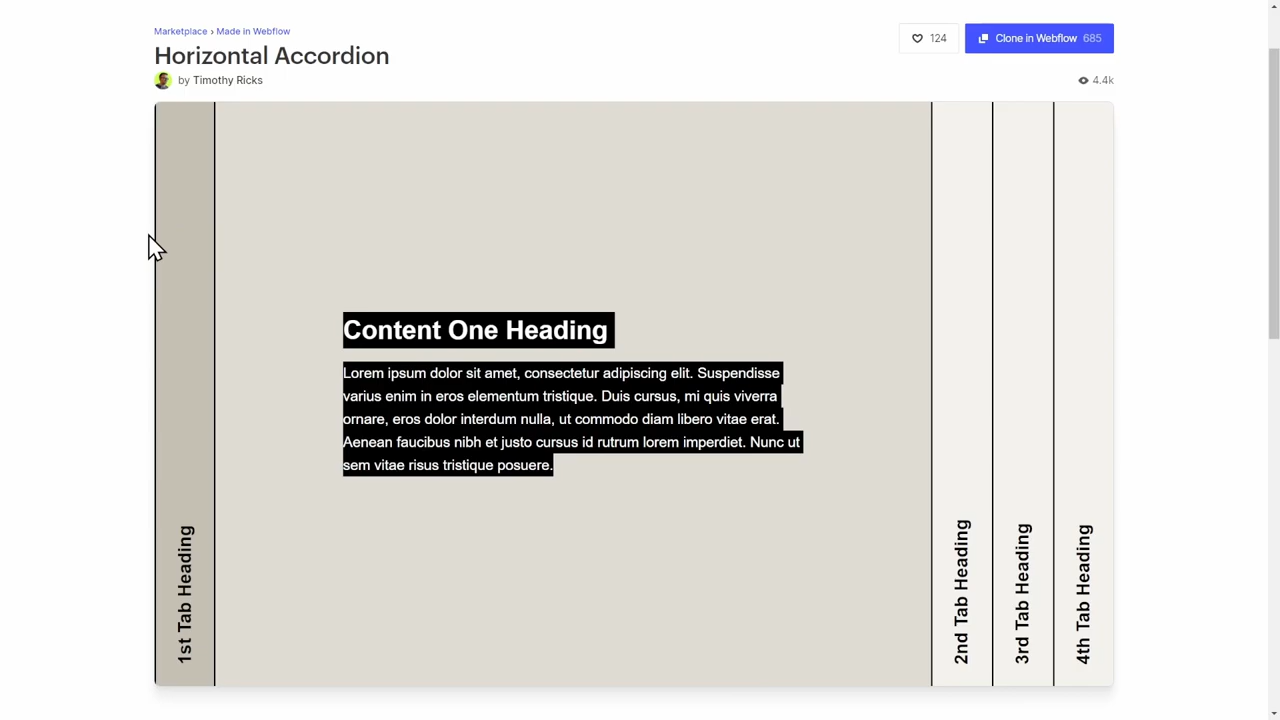 Marketplace › Made in Webflow
Horizontal Accordion
by Timothy Ricks
124
Clone in Webflow 685
4.4k
1st Tab Heading
Content One Heading
Lorem ipsum dolor sit amet, consectetur adipiscing elit. Suspendisse
varius enim in eros elementum tristique. Duis cursus, mi quis viverra
ornare, eros dolor interdum nulla, ut commodo diam libero vitae erat.
Aenean faucibus nibh et justo cursus id rutrum lorem imperdiet. Nunc ut
sem vitae risus tristique posuere.
2nd Tab Heading
3rd Tab Heading
4th Tab Heading